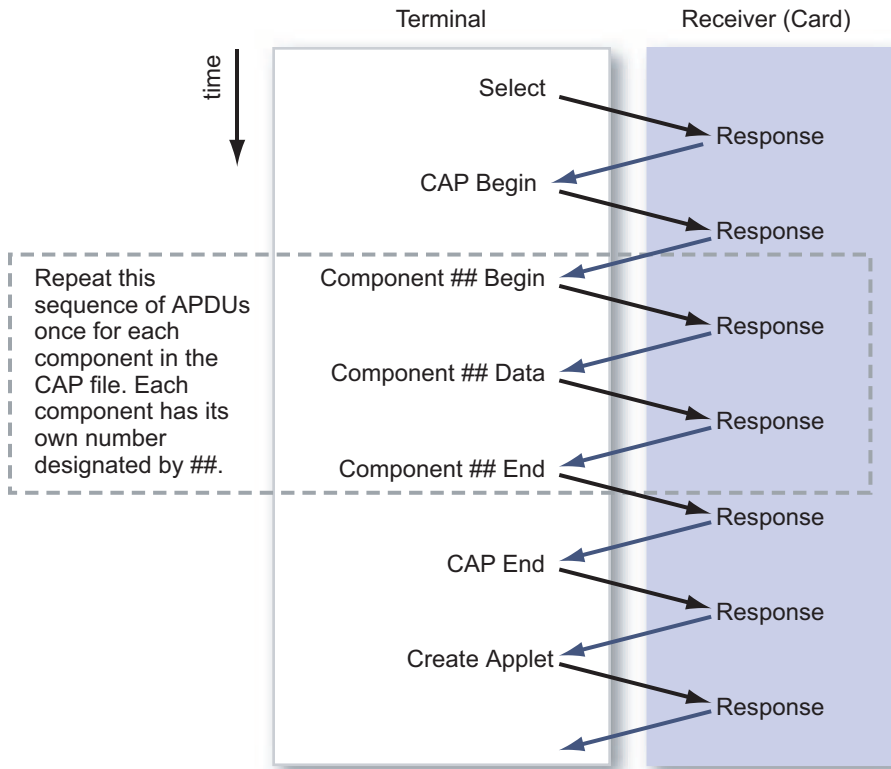 Terminal
Receiver (Card)
time
Select
Response
CAP Begin
Response
Repeat this
sequence of APDUs
once for each
component in the
CAP file. Each
component has its
own number
designated by ##.
Component ## Begin
Response
Component ## Data
Response
Component ## End
Response
CAP End
Response
Create Applet
Response